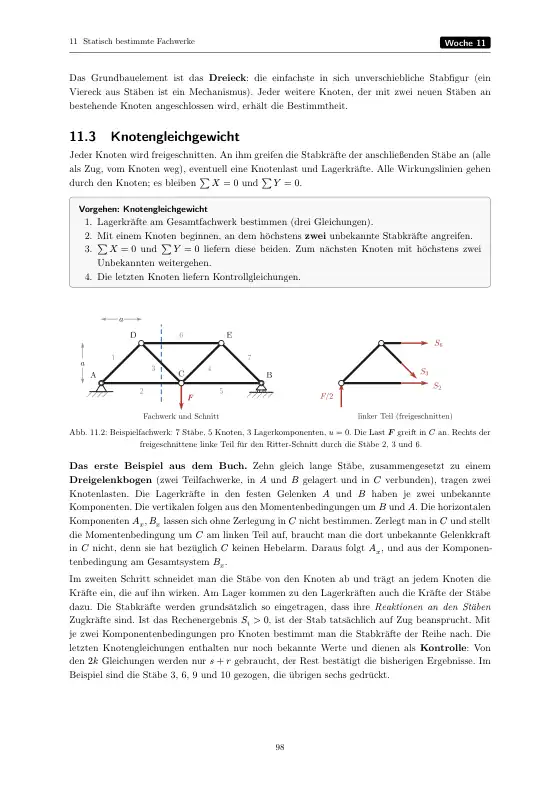 11 Statisch bestimmte Fachwerke
Woche 11
Das Grundbauelement ist das Dreieck: die einfachste in sich unverschiebliche Stabfigur (ein
Viereck aus Stäben ist ein Mechanismus). Jeder weitere Knoten, der mit zwei neuen Stäben an
bestehende Knoten angeschlossen wird, erhält die Bestimmtheit.
11.3 Knotengleichgewicht
Jeder Knoten wird freigeschnitten. An ihm greifen die Stabkräfte der anschließenden Stäbe an (alle
als Zug, vom Knoten weg), eventuell eine Knotenlast und Lagerkräfte. Alle Wirkungslinien gehen
durch den Knoten; es bleiben ∑ X = 0 und ∑ Y = 0.
Vorgehen: Knotengleichgewicht
1. Lagerkräfte am Gesamtfachwerk bestimmen (drei Gleichungen).
2. Mit einem Knoten beginnen, an dem höchstens zwei unbekannte Stabkräfte angreifen.
3. ∑ X = 0 und ∑ Y = 0 liefern diese beiden. Zum nächsten Knoten mit höchstens zwei
Unbekannten weitergehen.
4. Die letzten Knoten liefern Kontrollgleichungen.
a
D 6 E
S₆
a
1 3 4 7
S₃
A C B
S₂
2 5
F
F/2
Fachwerk und Schnitt
linker Teil (freigeschnitten)
Abb. 11.2: Beispielfachwerk: 7 Stäbe, 5 Knoten, 3 Lagerkomponenten, u = 0. Die Last F greift in C an. Rechts der
freigeschnittene linke Teil für den Ritter-Schnitt durch die Stäbe 2, 3 und 6.
Das erste Beispiel aus dem Buch. Zehn gleich lange Stäbe, zusammengesetzt zu einem
Dreigelenkbogen (zwei Teilfachwerke, in A und B gelagert und in C verbunden), tragen zwei
Knotenlasten. Die Lagerkräfte in den festen Gelenken A und B haben je zwei unbekannte
Komponenten. Die vertikalen folgen aus den Momentenbedingungen um B und A. Die horizontalen
Komponenten Aₓ, Bₓ lassen sich ohne Zerlegung in C nicht bestimmen. Zerlegt man in C und stellt
die Momentenbedingung um C am linken Teil auf, braucht man die dort unbekannte Gelenkkraft
in C nicht, denn sie hat bezüglich C keinen Hebelarm. Daraus folgt Aₓ, und aus der Komponen-
tenbedingung am Gesamtsystem Bₓ.
Im zweiten Schritt schneidet man die Stäbe von den Knoten ab und trägt an jedem Knoten die
Kräfte ein, die auf ihn wirken. Am Lager kommen zu den Lagerkräften auch die Kräfte der Stäbe
dazu. Die Stabkräfte werden grundsätzlich so eingetragen, dass ihre Reaktionen an den Stäben
Zugkräfte sind. Ist das Rechenergebnis Sᵢ > 0, ist der Stab tatsächlich auf Zug beansprucht. Mit
je zwei Komponentenbedingungen pro Knoten bestimmt man die Stabkräfte der Reihe nach. Die
letzten Knotengleichungen enthalten nur noch bekannte Werte und dienen als Kontrolle: Von
den 2k Gleichungen werden nur s + r gebraucht, der Rest bestätigt die bisherigen Ergebnisse. Im
Beispiel sind die Stäbe 3, 6, 9 und 10 gezogen, die übrigen sechs gedrückt.
98